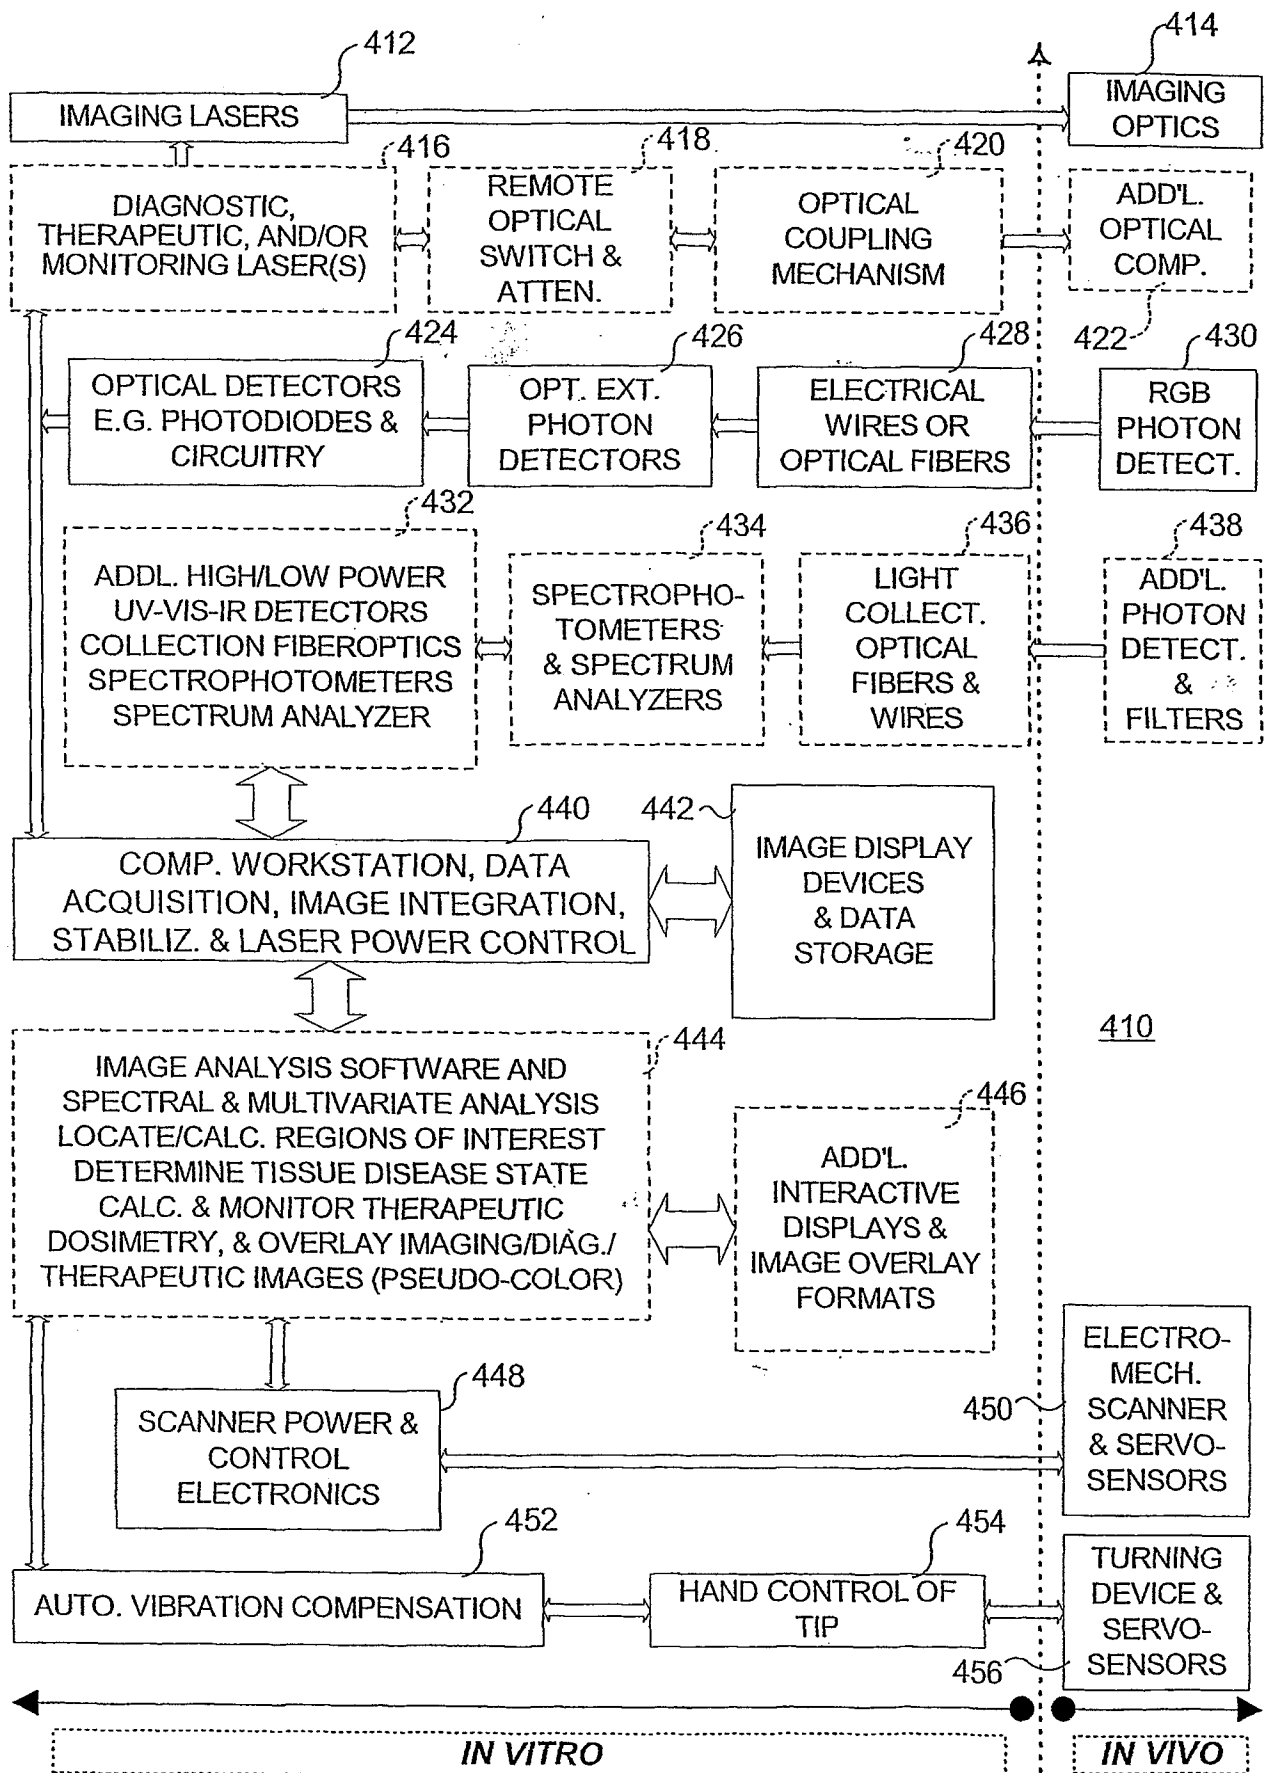 412
414
IMAGING LASERS
IMAGING
OPTICS
416
418
420
DIAGNOSTIC,
THERAPEUTIC, AND/OR
MONITORING LASER(S)
REMOTE
OPTICAL
SWITCH &
ATTEN.
OPTICAL
COUPLING
MECHANISM
ADD'L.
OPTICAL
COMP.
422
424
426
428
430
OPTICAL DETECTORS
E.G. PHOTODIODES &
CIRCUITRY
OPT. EXT.
PHOTON
DETECTORS
ELECTRICAL
WIRES OR
OPTICAL FIBERS
RGB
PHOTON
DETECT.
432
434
436
438
ADDL. HIGH/LOW POWER
UV-VIS-IR DETECTORS
COLLECTION FIBEROPTICS
SPECTROPHOTOMETERS
SPECTRUM ANALYZER
SPECTROPHO-
TOMETERS
& SPECTRUM
ANALYZERS
LIGHT
COLLECT.
OPTICAL
FIBERS &
WIRES
ADD'L.
PHOTON
DETECT.
&
FILTERS
440
442
COMP. WORKSTATION, DATA
ACQUISITION, IMAGE INTEGRATION,
STABILIZ. & LASER POWER CONTROL
IMAGE DISPLAY
DEVICES
& DATA
STORAGE
410
444
446
IMAGE ANALYSIS SOFTWARE AND
SPECTRAL & MULTIVARIATE ANALYSIS
LOCATE/CALC. REGIONS OF INTEREST
DETERMINE TISSUE DISEASE STATE
CALC. & MONITOR THERAPEUTIC
DOSIMETRY, & OVERLAY IMAGING/DIAG./
THERAPEUTIC IMAGES (PSEUDO-COLOR)
ADD'L.
INTERACTIVE
DISPLAYS &
IMAGE OVERLAY
FORMATS
448
450
SCANNER POWER &
CONTROL
ELECTRONICS
ELECTRO-
MECH.
SCANNER
& SERVO-
SENSORS
452
454
AUTO. VIBRATION COMPENSATION
HAND CONTROL OF
TIP
TURNING
DEVICE &
SERVO-
SENSORS
456
IN VITRO
IN VIVO